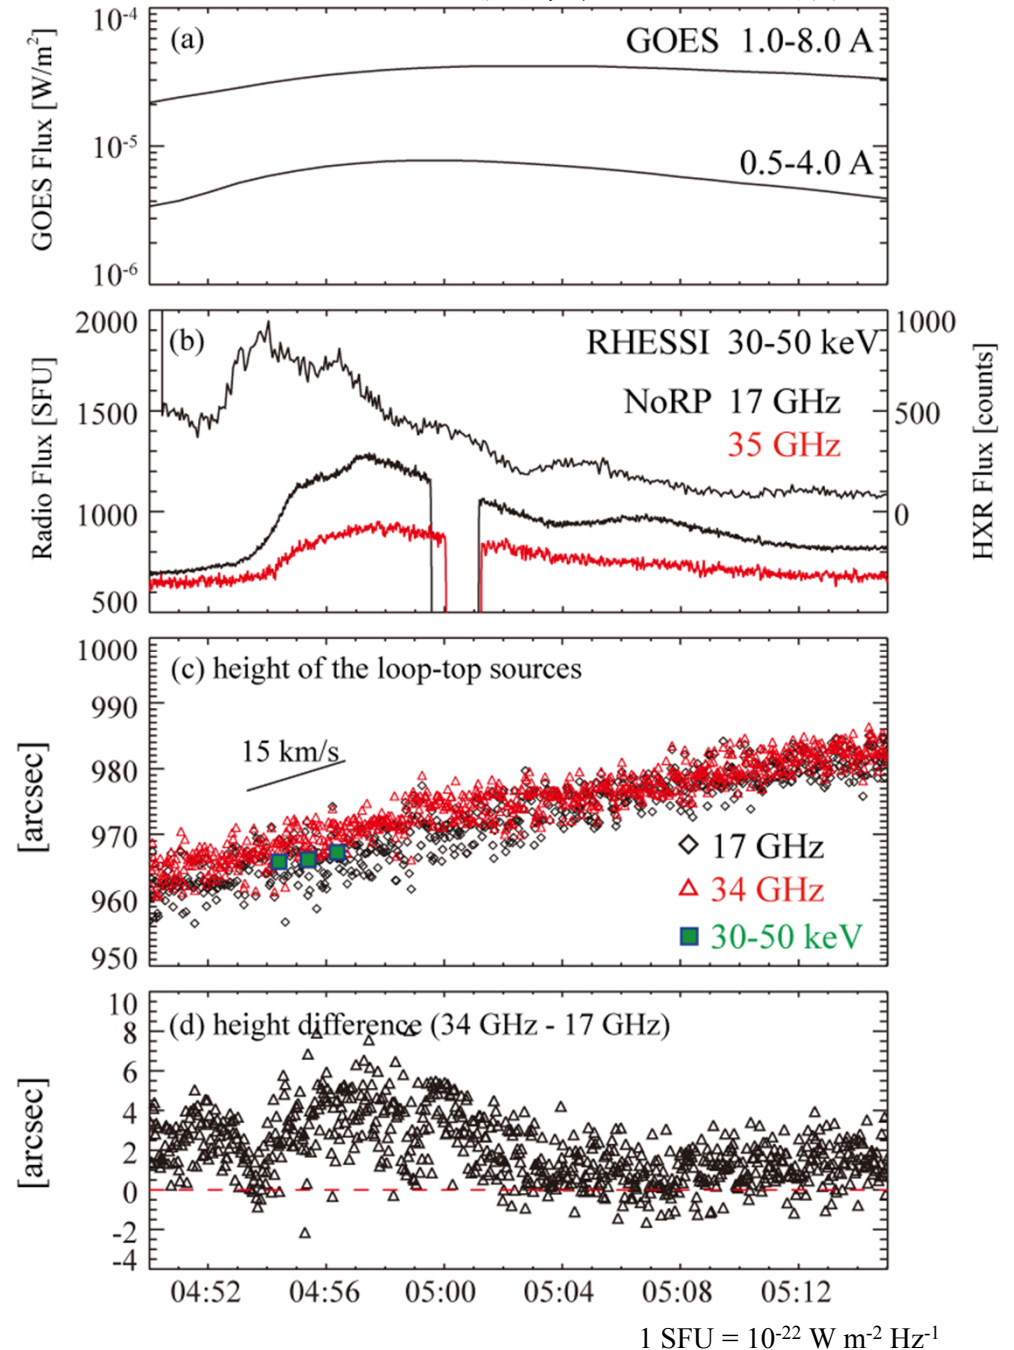 10-4
(a)
GOES 1.0-8.0 A
GOES Flux [W/m2]
10-5
0.5-4.0 A
10-6
2000
(b)
RHESSI 30-50 keV
1000
Radio Flux [SFU]
NoRP 17 GHz
1500
500
35 GHz
HXR Flux [counts]
1000
0
500
1000
(c) height of the loop-top sources
990
15 km/s
980
[arcsec]
970
17 GHz
34 GHz
960
30-50 keV
950
10
(d) height difference (34 GHz - 17 GHz)
8
6
4
[arcsec]
2
0
-2
-4
04:52 04:56 05:00 05:04 05:08 05:12
1 SFU = 10-22 W m-2 Hz-1